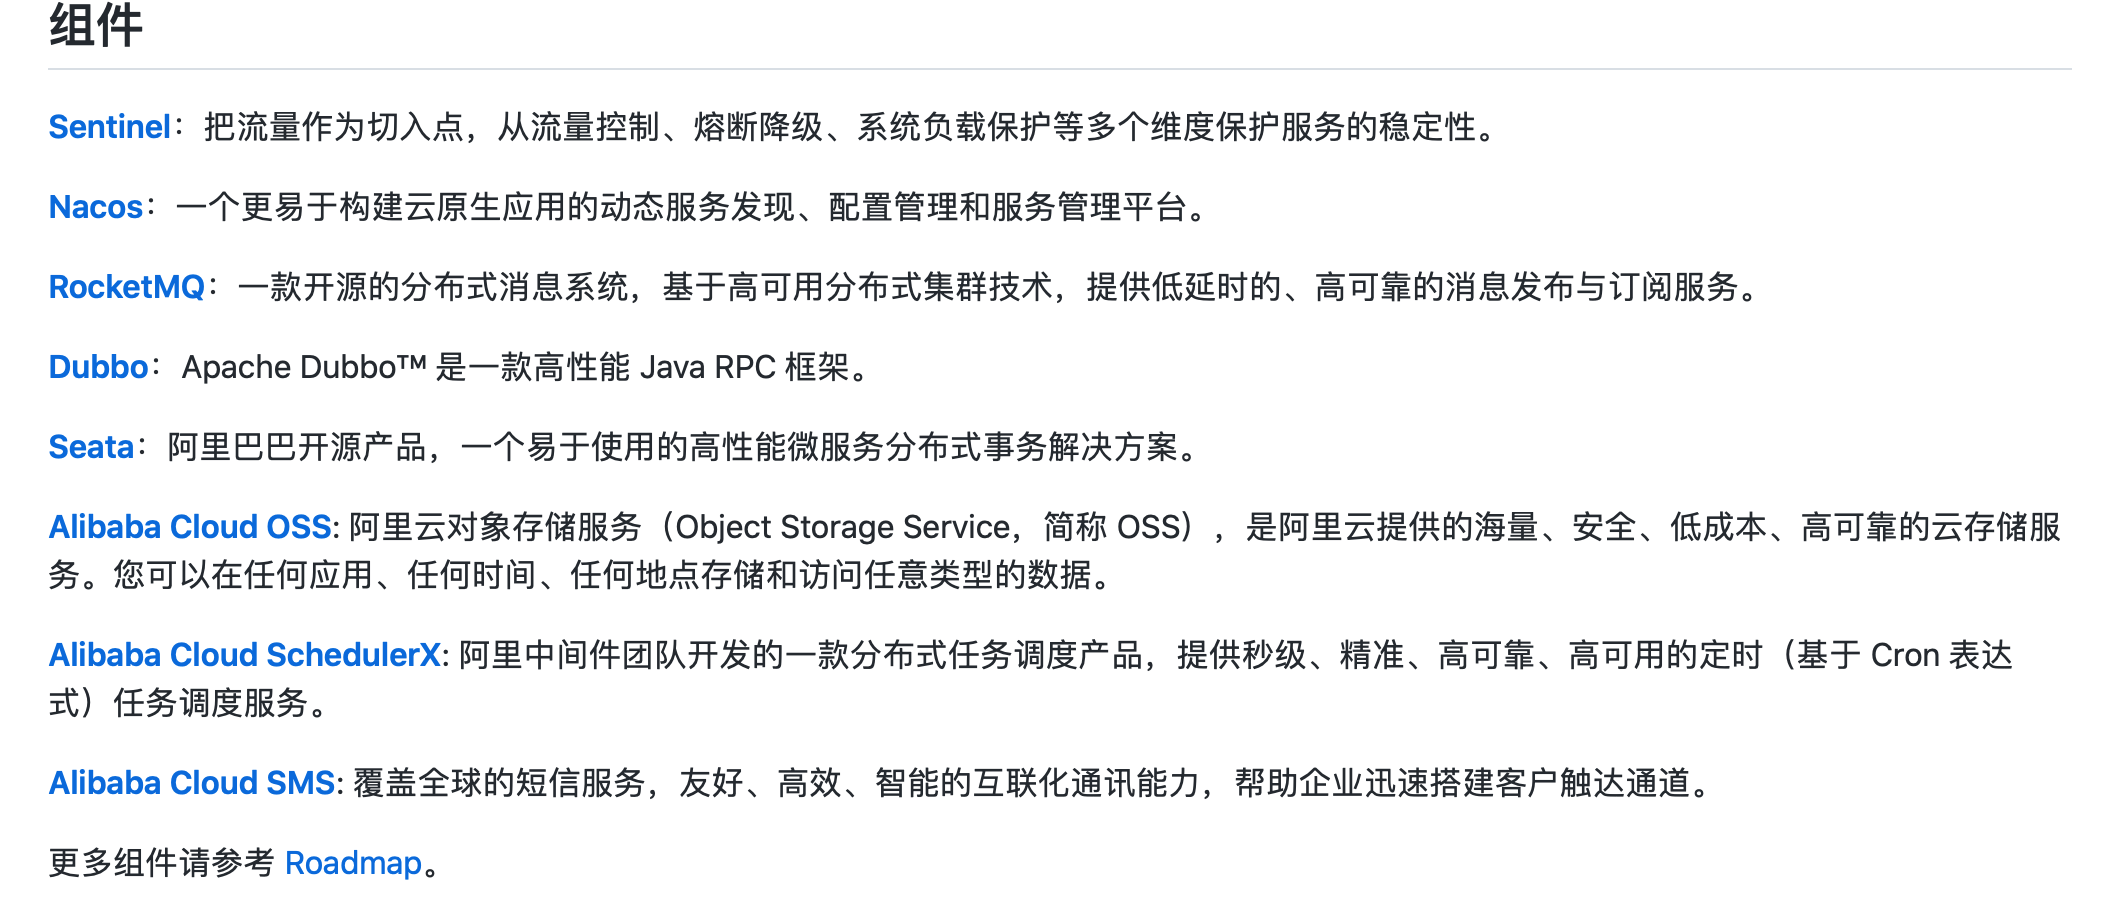 组件
Sentinel：把流量作为切入点，从流量控制、熔断降级、系统负载保护等多个维度保护服务的稳定性。
Nacos：一个更易于构建云原生应用的动态服务发现、配置管理和服务管理平台。
RocketMQ：一款开源的分布式消息系统，基于高可用分布式集群技术，提供低延时的、高可靠的消息发布与订阅服务。
Dubbo：Apache Dubbo™ 是一款高性能 Java RPC 框架。
Seata：阿里巴巴开源产品，一个易于使用的高性能微服务分布式事务解决方案。
Alibaba Cloud OSS: 阿里云对象存储服务（Object Storage Service，简称 OSS），是阿里云提供的海量、安全、低成本、高可靠的云存储服
务。您可以在任何应用、任何时间、任何地点存储和访问任意类型的数据。
Alibaba Cloud SchedulerX: 阿里中间件团队开发的一款分布式任务调度产品，提供秒级、精准、高可靠、高可用的定时（基于 Cron 表达
式）任务调度服务。
Alibaba Cloud SMS: 覆盖全球的短信服务，友好、高效、智能的互联化通讯能力，帮助企业迅速搭建客户触达通道。
更多组件请参考 Roadmap。